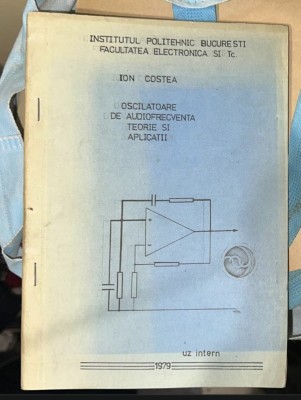 INSTITUTUL POLITEHNIC BUCURESTI
FACULTATEA ELECTRONICA SI Tc.
ION COSTEA
OSCILATOARE
DE AUDIOFRECVENTA
TEORIE SI
APLICATII
uz intern
1979